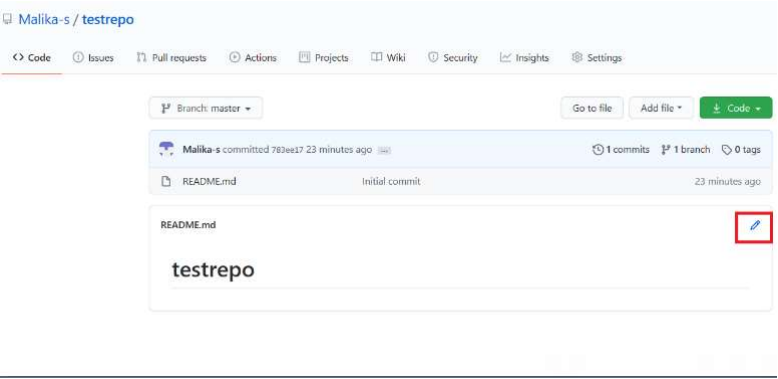 Malika-s / testrepo
<> Code Issues Pull requests Actions Projects Wiki Security Insights Settings
Branch: master Go to file Add file Code
Malika-s committed 783ee17 23 minutes ago ... 1 commits 1 branch 0 tags
README.md Initial commit 23 minutes ago
README.md
testrepo